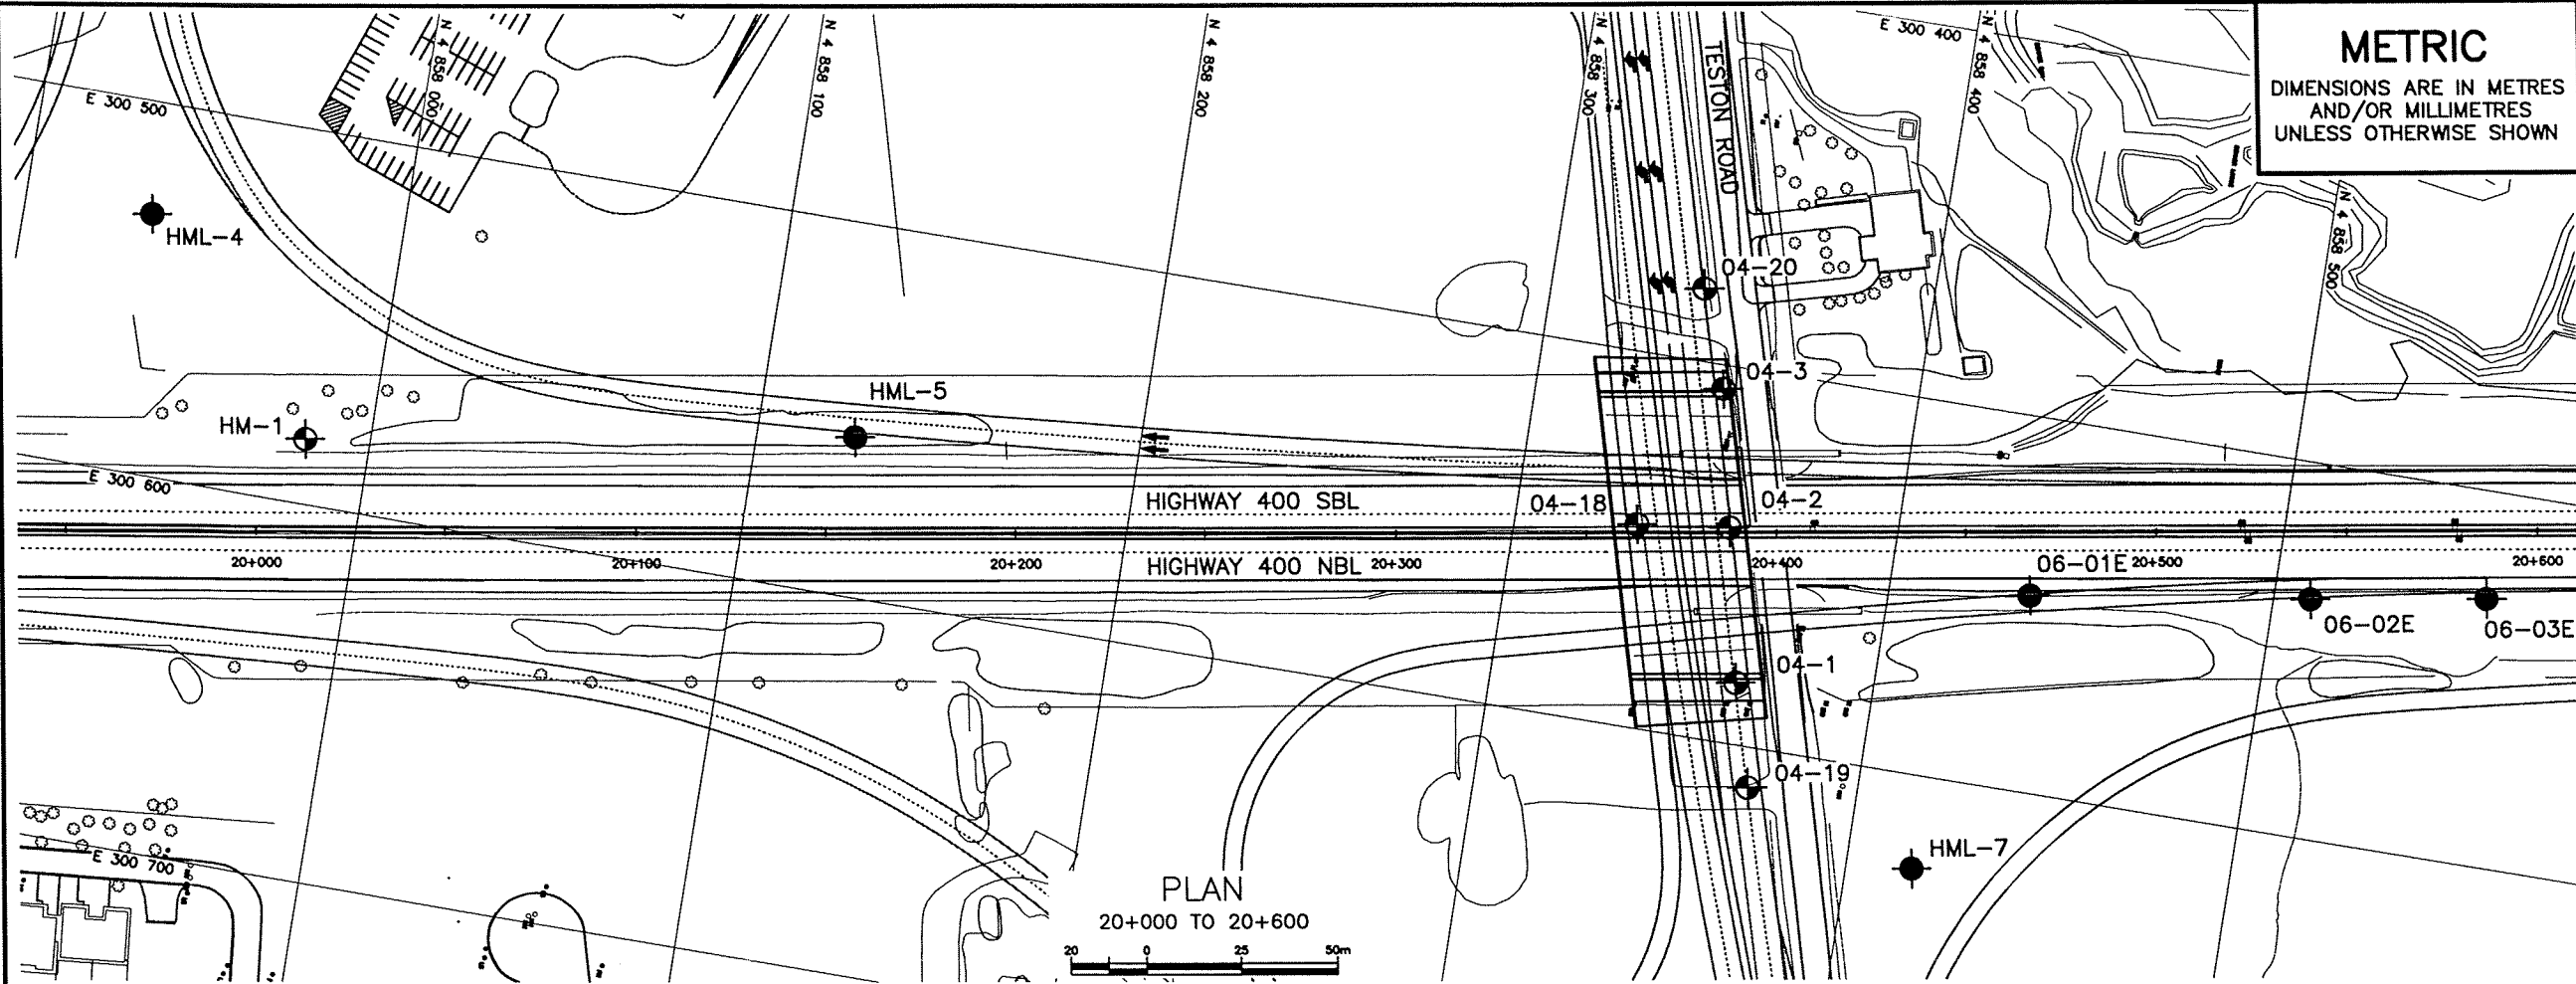 METRIC
DIMENSIONS ARE IN METRES
AND/OR MILLIMETRES
UNLESS OTHERWISE SHOWN
N 4 858 000
N 4 858 100
N 4 858 200
N 4 858 300
N 4 858 400
N 4 858 500
E 300 400
E 300 500
E 300 600
E 300 700
TESTON ROAD
HML-4
04-20
04-3
HML-5
HM-1
HIGHWAY 400 SBL
04-18
04-2
20+000
20+100
20+200
HIGHWAY 400 NBL
20+300
20+400
06-01E
20+500
20+600
06-02E
06-03E
04-1
04-19
HML-7
PLAN
20+000 TO 20+600
20 0 25 50m